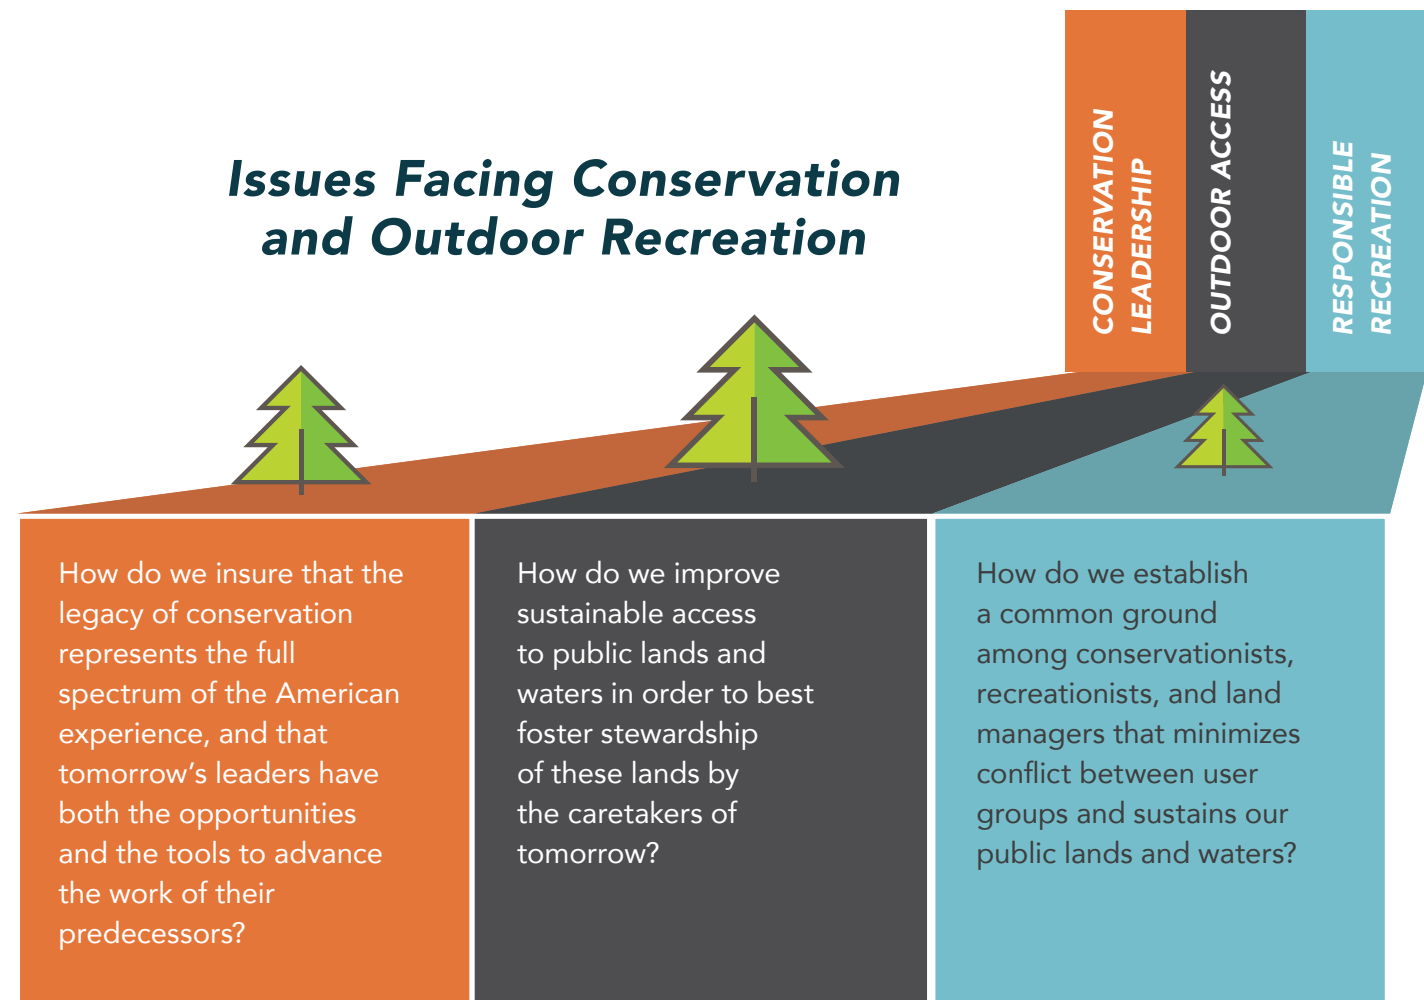 Issues Facing Conservation
and Outdoor Recreation
CONSERVATION
LEADERSHIP
OUTDOOR ACCESS
RESPONSIBLE
RECREATION
How do we insure that the
legacy of conservation
represents the full
spectrum of the American
experience, and that
tomorrow’s leaders have
both the opportunities
and the tools to advance
the work of their
predecessors?
How do we improve
sustainable access
to public lands and
waters in order to best
foster stewardship
of these lands by
the caretakers of
tomorrow?
How do we establish
a common ground
among conservationists,
recreationists, and land
managers that minimizes
conflict between user
groups and sustains our
public lands and waters?